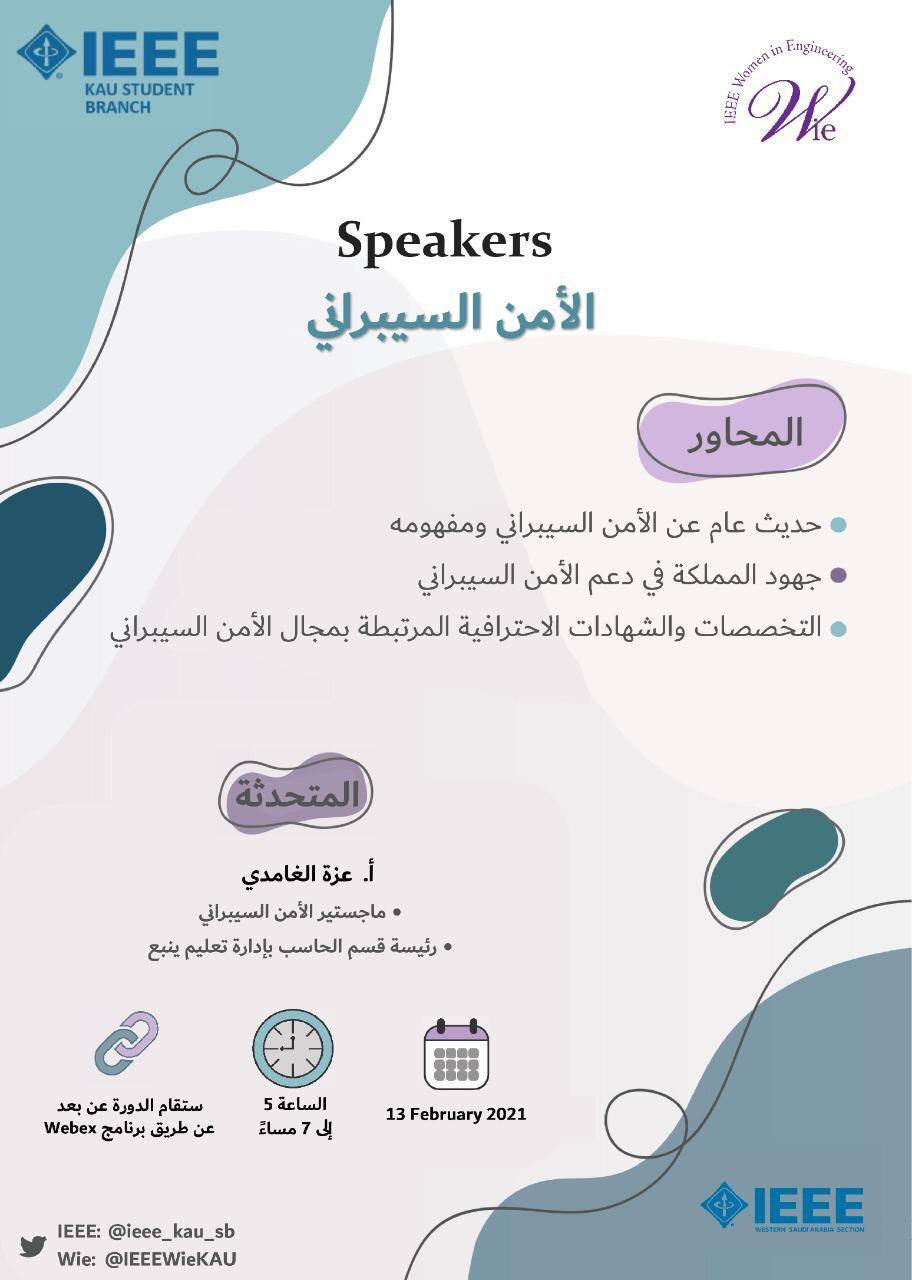 IEEE
KAU STUDENT
BRANCH
IEEE Women in Engineering
Wie
Speakers
الأمن السيبراني
المحاور
حديث عام عن الأمن السيبراني ومفهومه
جهود المملكة في دعم الأمن السيبراني
التخصصات والشهادات الاحترافية المرتبطة بمجال الأمن السيبراني
المتحدثة
أ. عزة الغامدي
• ماجستير الأمن السيبراني
• رئيسة قسم الحاسب بإدارة تعليم ينبع
13 February 2021
الساعة 5
إلى 7 مساءً
ستقام الدورة عن بعد
عن طريق برنامج Webex
IEEE: @ieee_kau_sb
Wie: @IEEEWieKAU
IEEE
WESTERN SAUDI ARABIA SECTION